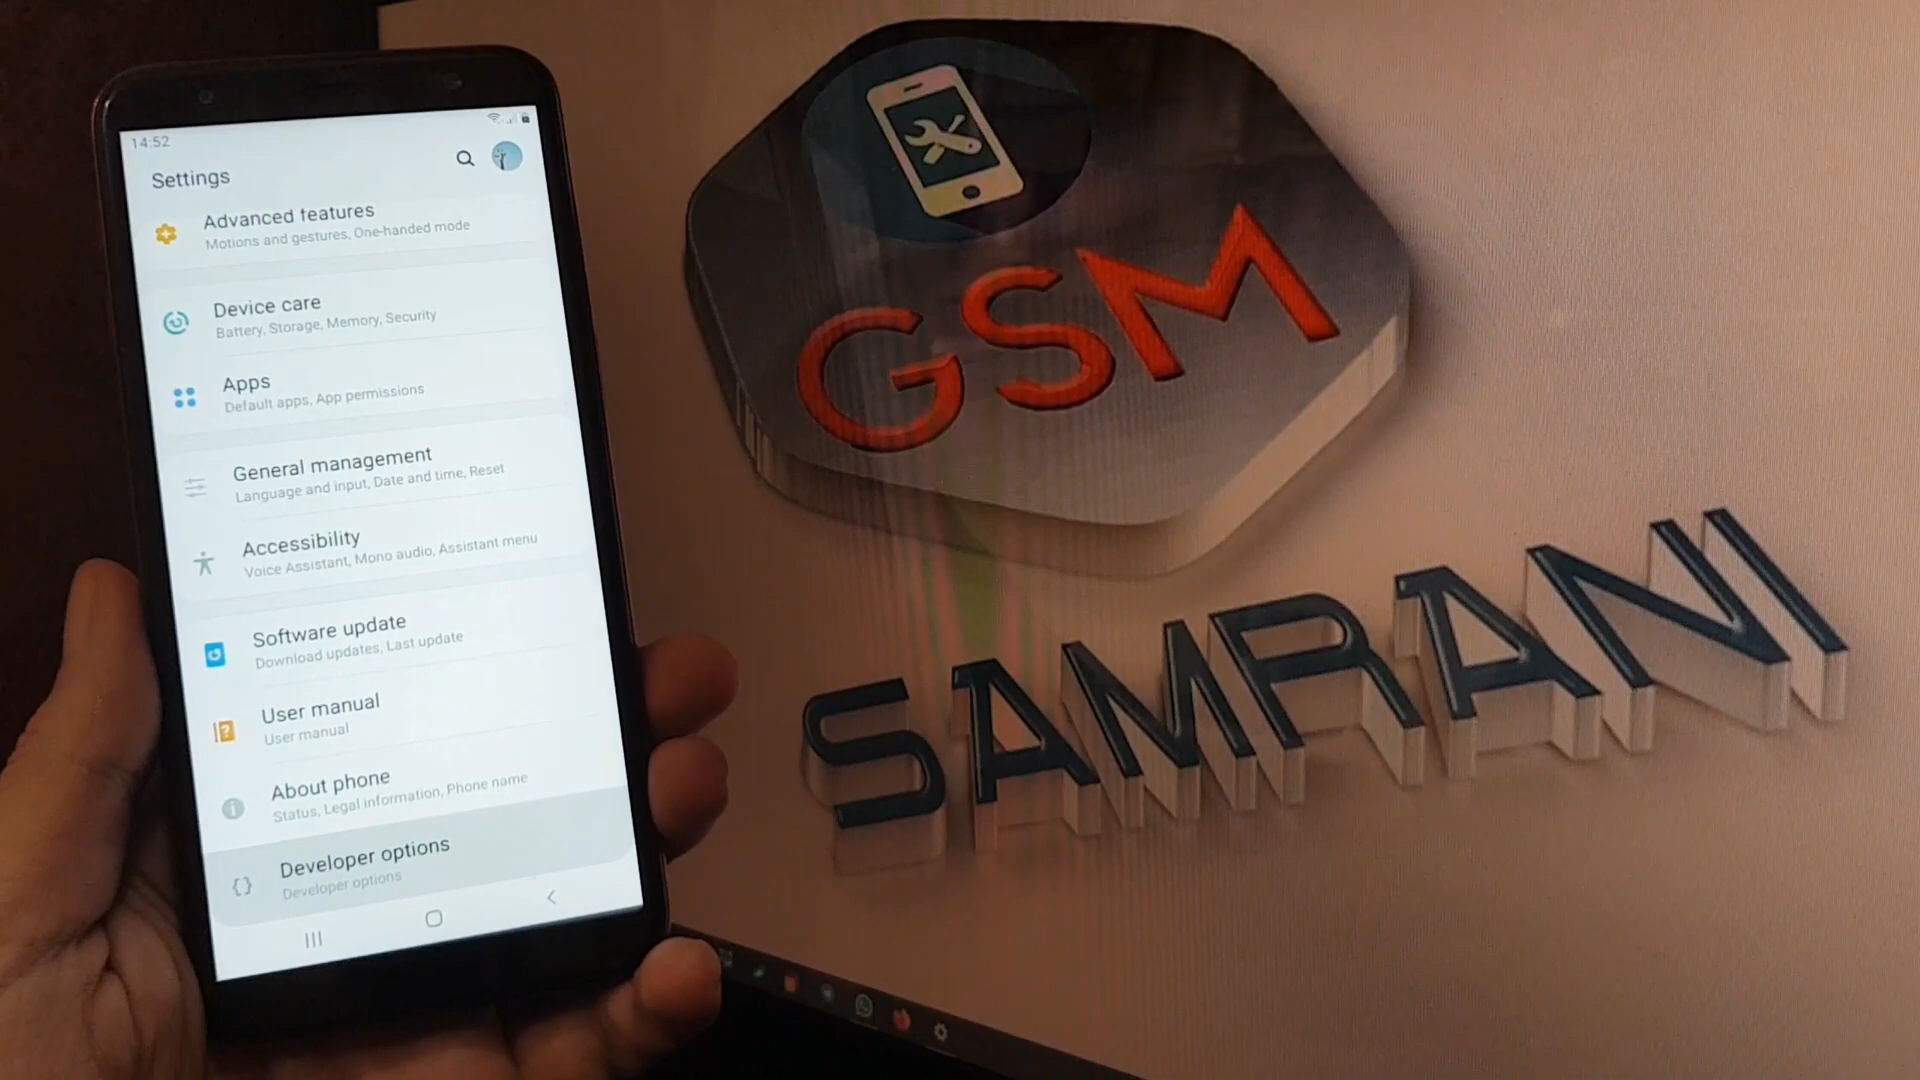 14:52
Settings
Advanced features
Motions and gestures, One-handed mode
Device care
Battery, Storage, Memory, Security
Apps
Default apps, App permissions
General management
Language and input, Date and time, Reset
Accessibility
Voice Assistant, Mono audio, Assistant menu
Software update
Download updates, Last update
User manual
User manual
About phone
Status, Legal information, Phone name
Developer options
Developer options
GSM
SAMRANI